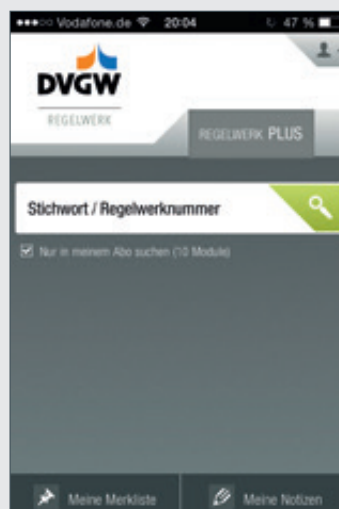 Vodafone.de 20:04 47 %
DVGW
REGELWERK
REGELWERK PLUS
Stichwort / Regelwerknummer
Nur in meinem Abo suchen (10 Module)
Meine Merkliste
Meine Notizen